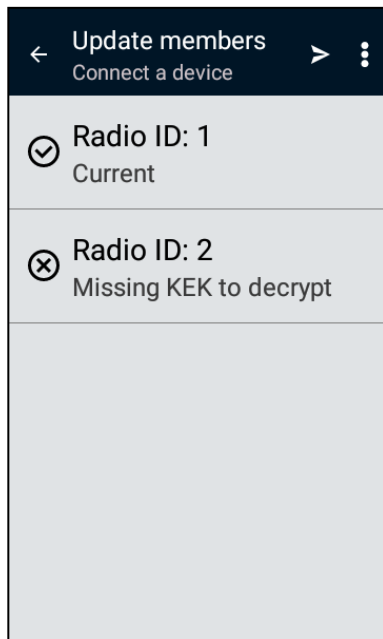 Update members
Connect a device
Radio ID: 1
Current
Radio ID: 2
Missing KEK to decrypt